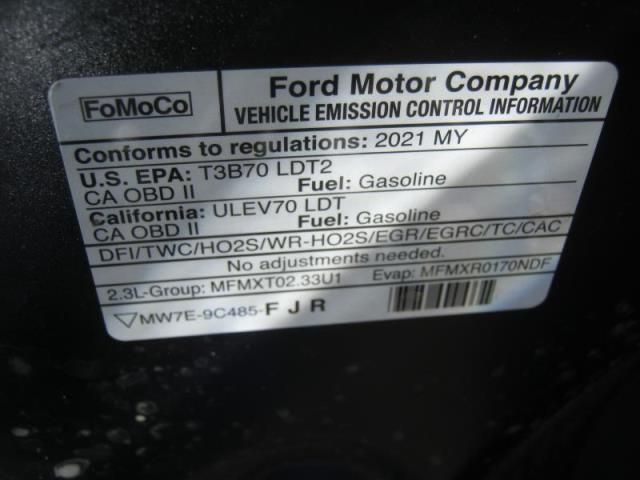 FoMoCo
Ford Motor Company
VEHICLE EMISSION CONTROL INFORMATION
Conforms to regulations: 2021 MY
U.S. EPA: T3B70 LDT2
CA OBD II Fuel: Gasoline
California: ULEV70 LDT
CA OBD II Fuel: Gasoline
DFI/TWC/HO2S/WR-HO2S/EGR/EGRC/TC/CAC
No adjustments needed.
2.3L-Group: MFMXT02.33U1 Evap: MFMXR0170NDF
▽MW7E-9C485-F J R